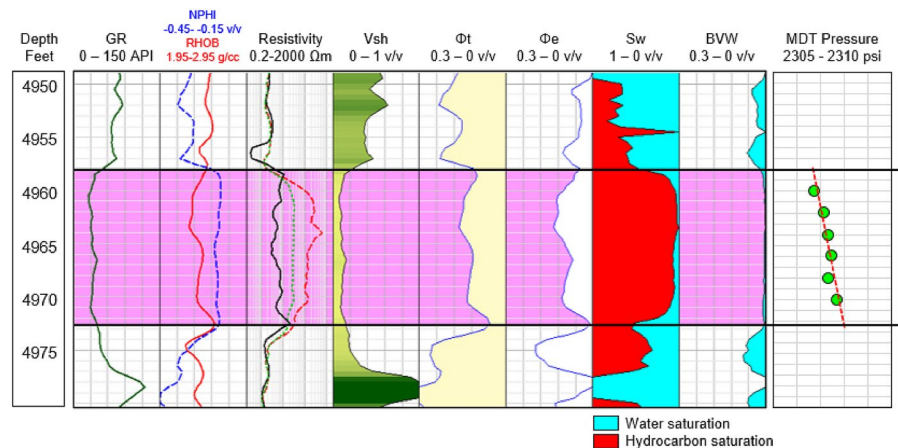 NPHI
GR -0.45- -0.15 v/v Resistivity Vsh Φt Φe Sw BVW MDT Pressure
Depth RHOB
Feet 0 – 150 API 1.95-2.95 g/cc 0.2-2000 Ωm 0 – 1 v/v 0.3 – 0 v/v 0.3 – 0 v/v 1 – 0 v/v 0.3 – 0 v/v 2305 - 2310 psi
4950
4955
4960
4965
4970
4975
Water saturation
Hydrocarbon saturation